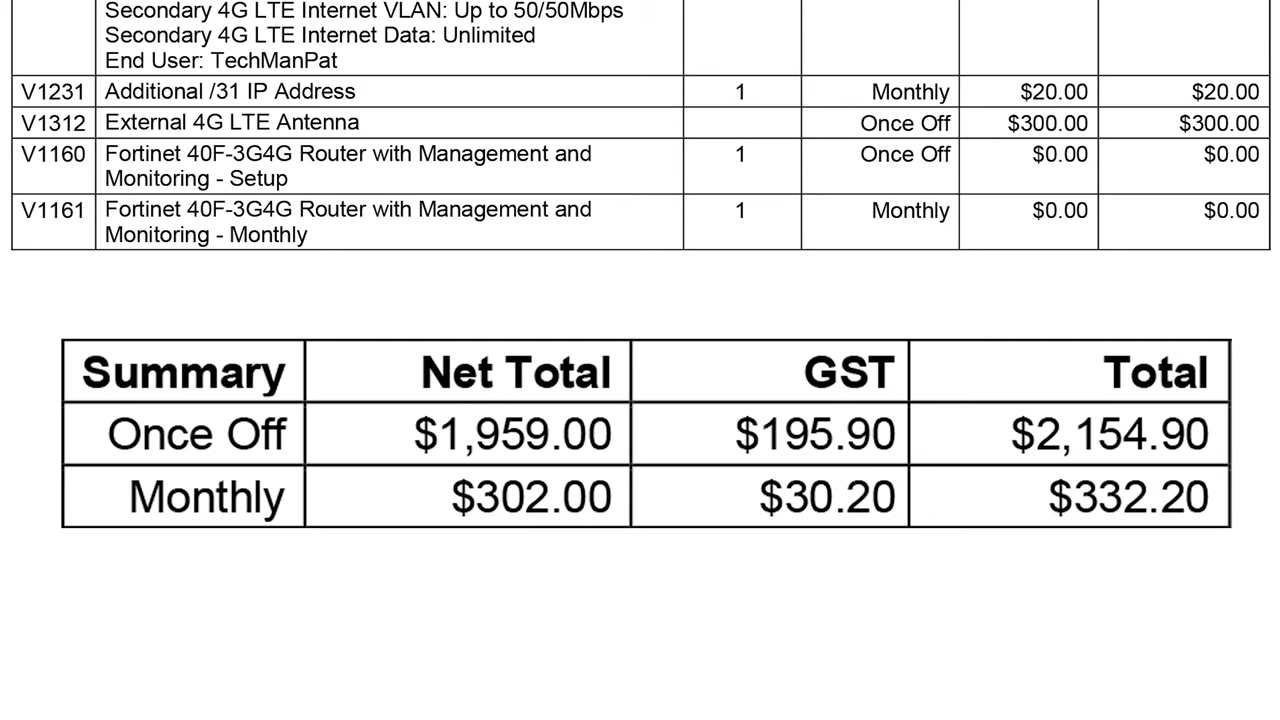 Secondary 4G LTE Internet VLAN: Up to 50/50Mbps
Secondary 4G LTE Internet Data: Unlimited
End User: TechManPat
V1231 Additional /31 IP Address 1 Monthly $20.00 $20.00
V1312 External 4G LTE Antenna Once Off $300.00 $300.00
V1160 Fortinet 40F-3G4G Router with Management and 1 Once Off $0.00 $0.00
Monitoring - Setup
V1161 Fortinet 40F-3G4G Router with Management and 1 Monthly $0.00 $0.00
Monitoring - Monthly
Summary Net Total GST Total
Once Off $1,959.00 $195.90 $2,154.90
Monthly $302.00 $30.20 $332.20